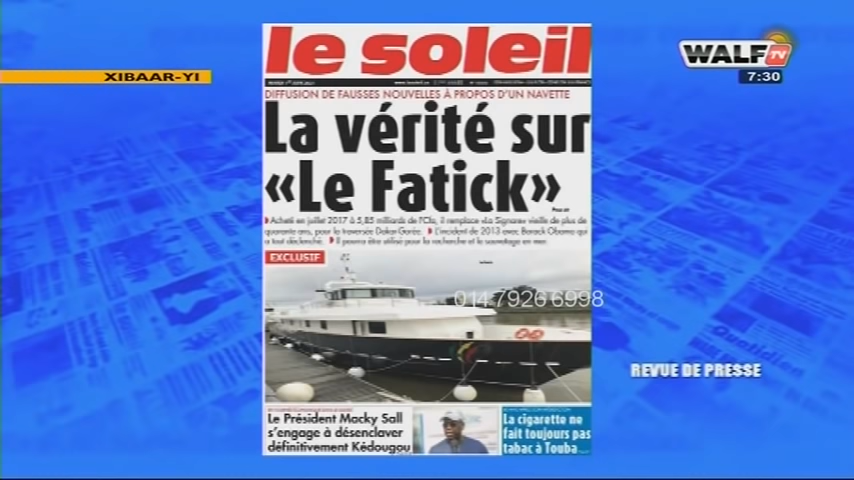 XIBAAR-YI
WALF TV
7:30
le soleil
DIFFUSION DE FAUSSES NOUVELLES À PROPOS D'UN NAVETTE
La vérité sur
«Le Fatick»
Acheté en juillet 2017 à 5,85 milliards de FCfa, il remplace «La Signare» vieille de plus de
quarante ans, pour la traversée Dakar-Gorée. L'incident de 2013 avec Barack Obama qui
a tout déclenché. Il pourra être utilisé pour la recherche et le sauvetage en mer.
EXCLUSIF
014 7926 6998
REVUE DE PRESSE
Le Président Macky Sall
s'engage à désenclaver
définitivement Kédougou
La cigarette ne
fait toujours pas
tabac à Touba